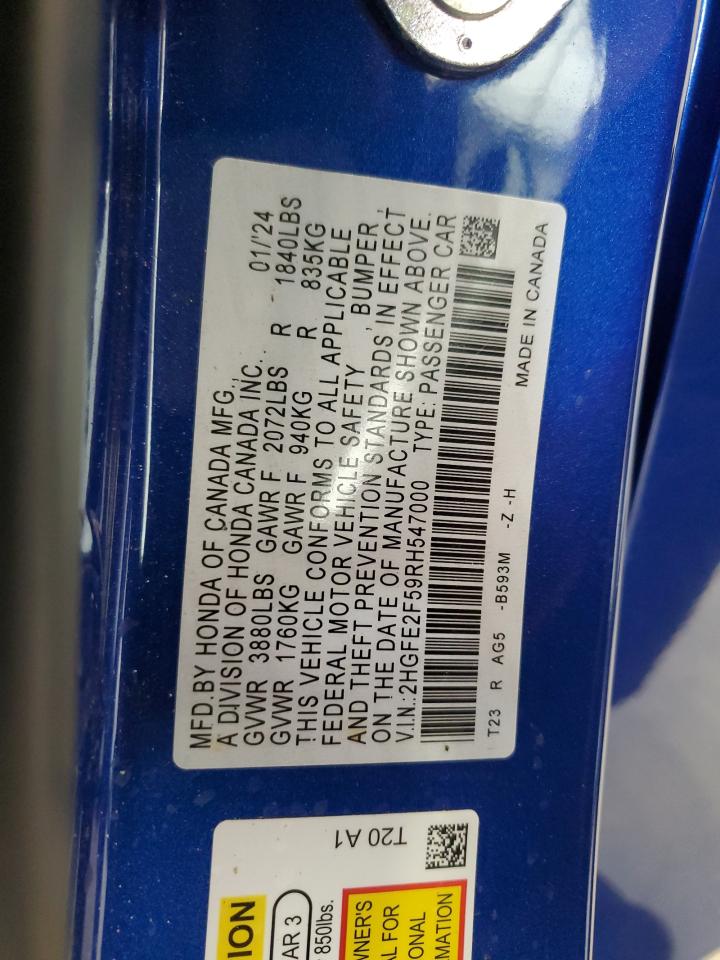 MFD.BY HONDA OF CANADA MFG., 01/'24
A DIVISION OF HONDA CANADA INC..
GVWR 3880LBS GAWR F 2072LBS R 1840LBS
GVWR 1760KG GAWR F 940KG R 835KG
THIS VEHICLE CONFORMS TO ALL APPLICABLE
FEDERAL MOTOR VEHICLE SAFETY , BUMPER,
AND THEFT PREVENTION STANDARDS IN EFFECT
ON THE DATE OF MANUFACTURE SHOWN ABOVE.
V.I.N.:2HGFE2F59RH547000 TYPE: PASSENGER CAR
T23 R AG5 -B593M -Z -H MADE IN CANADA
T20 A1
ION
AR 3
850lbs.
WNER'S
L FOR
ONAL
MATION